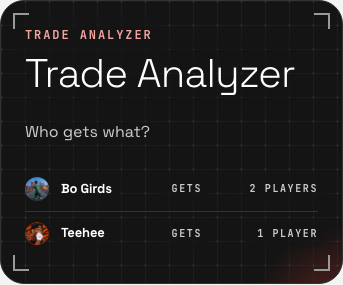 TRADE ANALYZER
Trade Analyzer
Who gets what?
Bo Girds GETS 2 PLAYERS
Teehee GETS 1 PLAYER